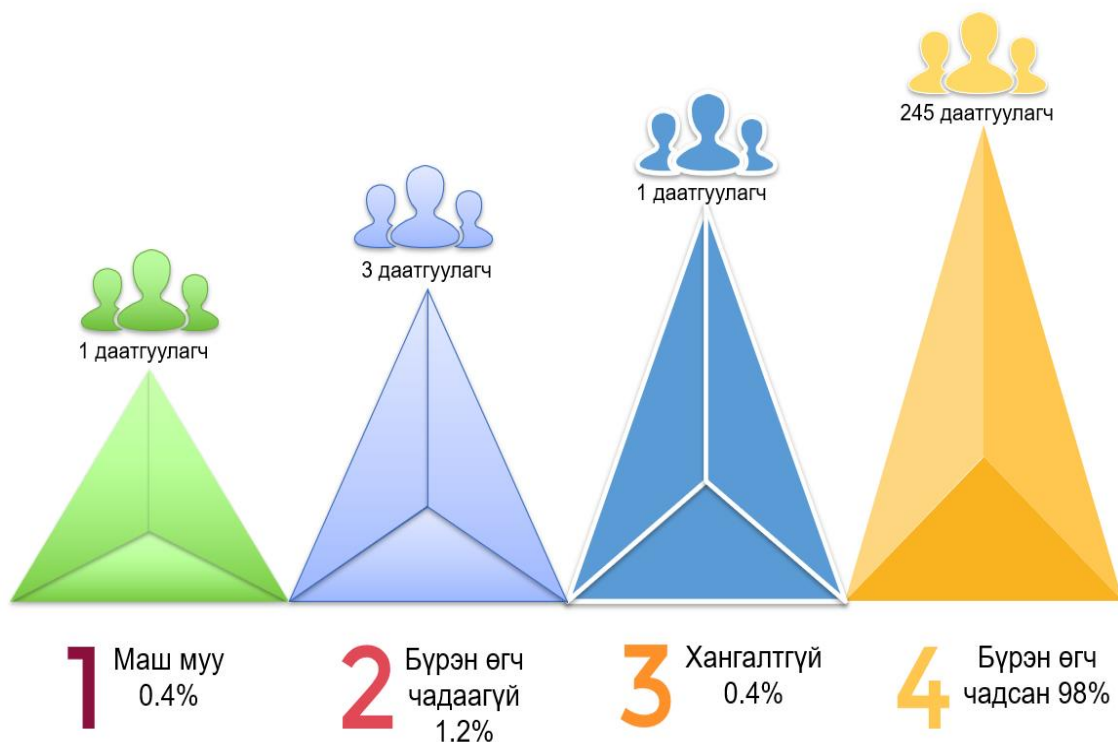 1 даатгуулагч
3 даатгуулагч
1 даатгуулагч
245 даатгуулагч
1
Маш муу
0.4%
2
Бүрэн өгч
чадаагүй
1.2%
3
Хангалтгүй
0.4%
4
Бүрэн өгч
чадсан 98%